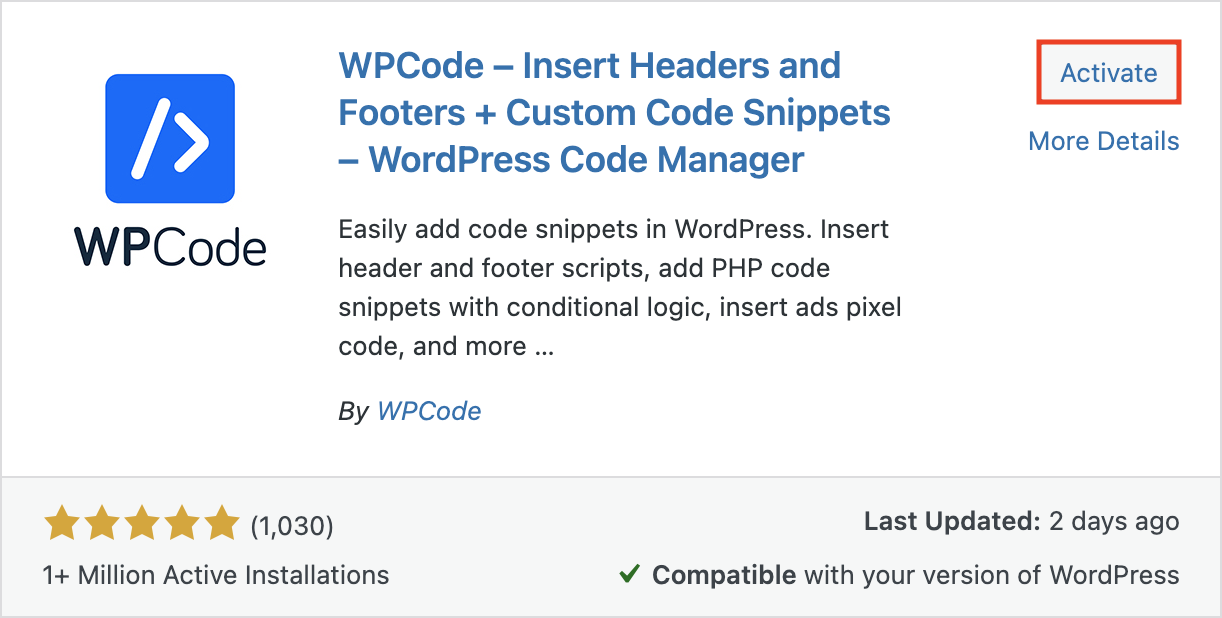 WPCode – Insert Headers and
Footers + Custom Code Snippets
– WordPress Code Manager
Activate
More Details
WPCode
Easily add code snippets in WordPress. Insert
header and footer scripts, add PHP code
snippets with conditional logic, insert ads pixel
code, and more ...
By WPCode
(1,030)
Last Updated: 2 days ago
1+ Million Active Installations
Compatible with your version of WordPress